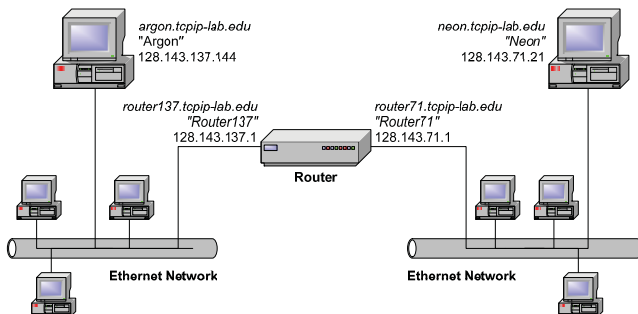 argon.tcpip-lab.edu
"Argon"
128.143.137.144
neon.tcpip-lab.edu
"Neon"
128.143.71.21
router137.tcpip-lab.edu
"Router137"
128.143.137.1
router71.tcpip-lab.edu
"Router71"
128.143.71.1
Router
Ethernet Network
Ethernet Network